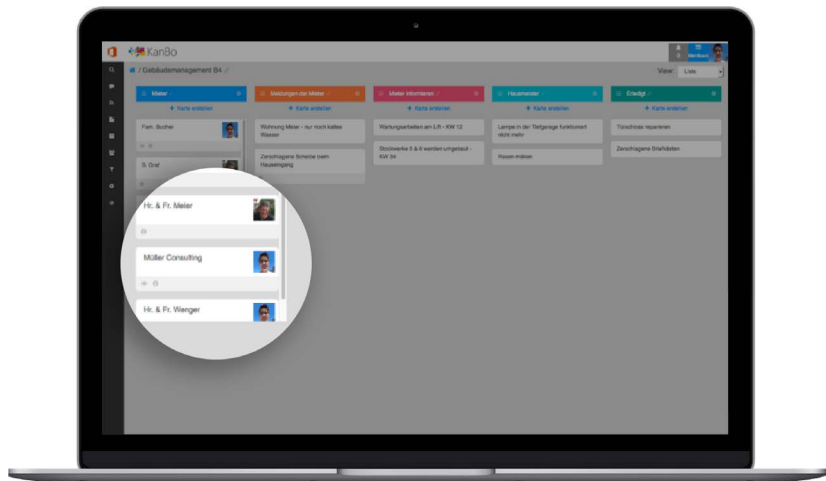 KanBo
/ Gebäudemanagement B4
View: Liste
Mieter
Meldungen der Mieter
Mieter informieren
Hausmeister
Erledigt
+ Karte erstellen
+ Karte erstellen
+ Karte erstellen
+ Karte erstellen
+ Karte erstellen
Fam. Bucher
Wohnung Meier - nur noch kaltes
Wasser
Wartungsarbeiten am Lift - KW 13
Lampe in der Tiefgarage funktioniert
nicht mehr
Türschloss reparieren
S. Graf
Zerschlagene Scheibe beim
Hauseingang
Stockwerke 5 & 6 werden umgebaut -
KW 34
Rasen mähen
Zerschlagene Briefkästen
Hr. & Fr. Meier
Müller Consulting
Hr. & Fr. Wenger